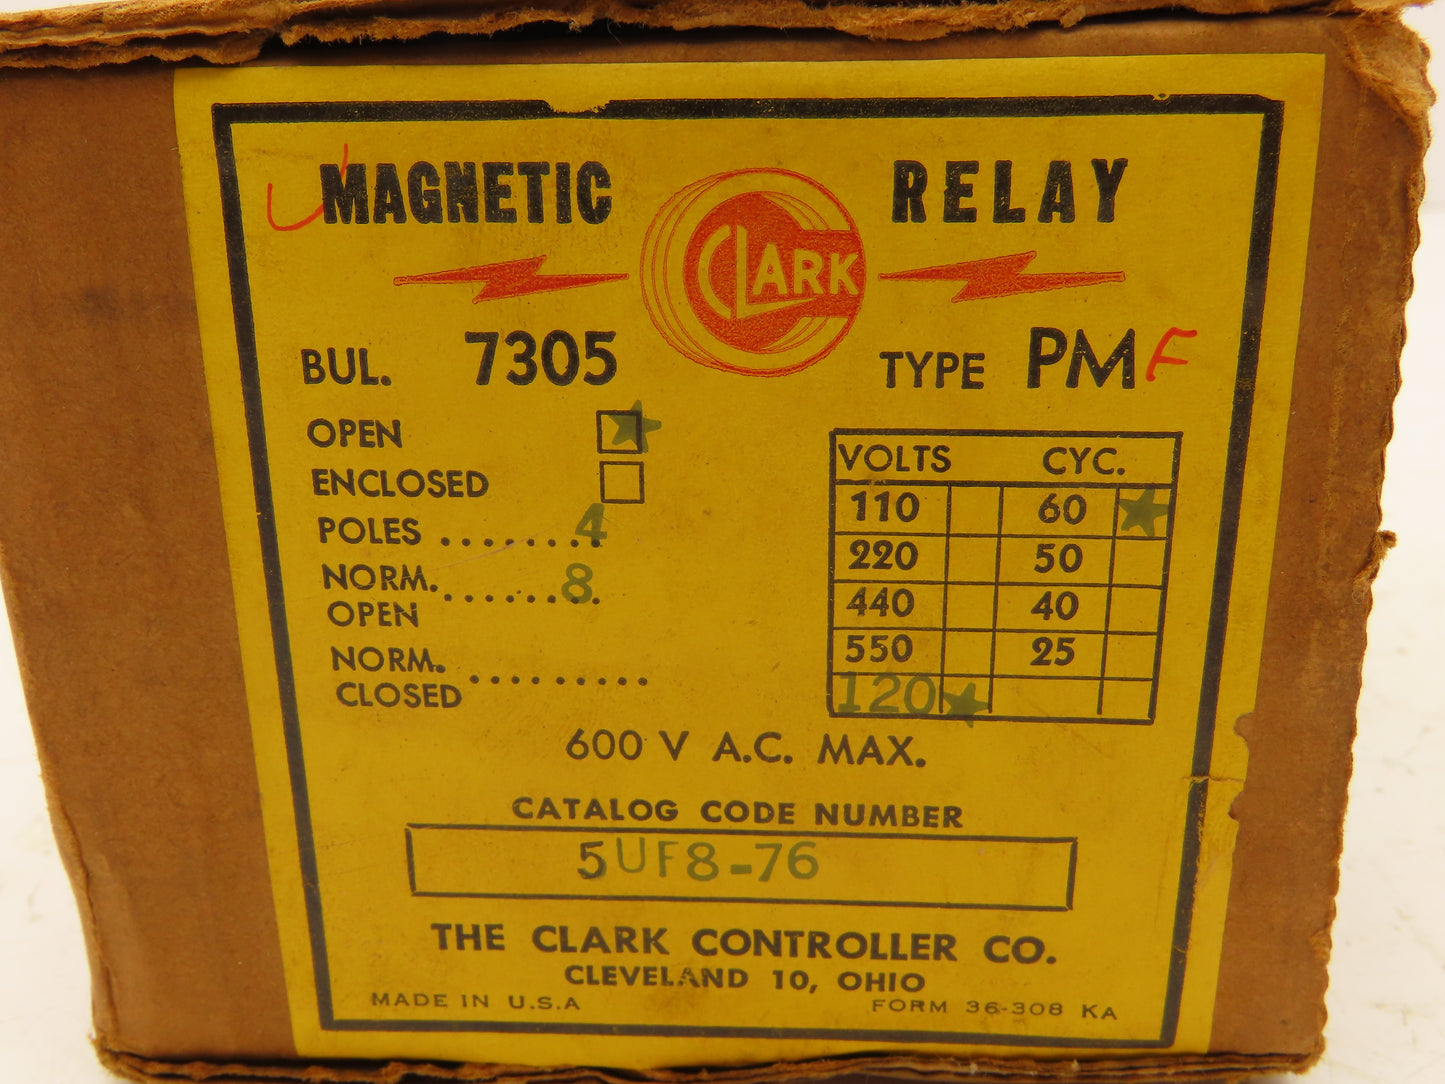 MAGNETIC CLARK RELAY
BUL. 7305 TYPE PMF
OPEN
ENCLOSED
POLES ........ 4
NORM. ........ 8
OPEN
NORM. .........
CLOSED
VOLTS CYC.
110 60
220 50
440 40
550 25
120
600 V A.C. MAX.
CATALOG CODE NUMBER
5UF8-76
THE CLARK CONTROLLER CO.
CLEVELAND 10, OHIO
MADE IN U.S.A FORM 36-308 KA